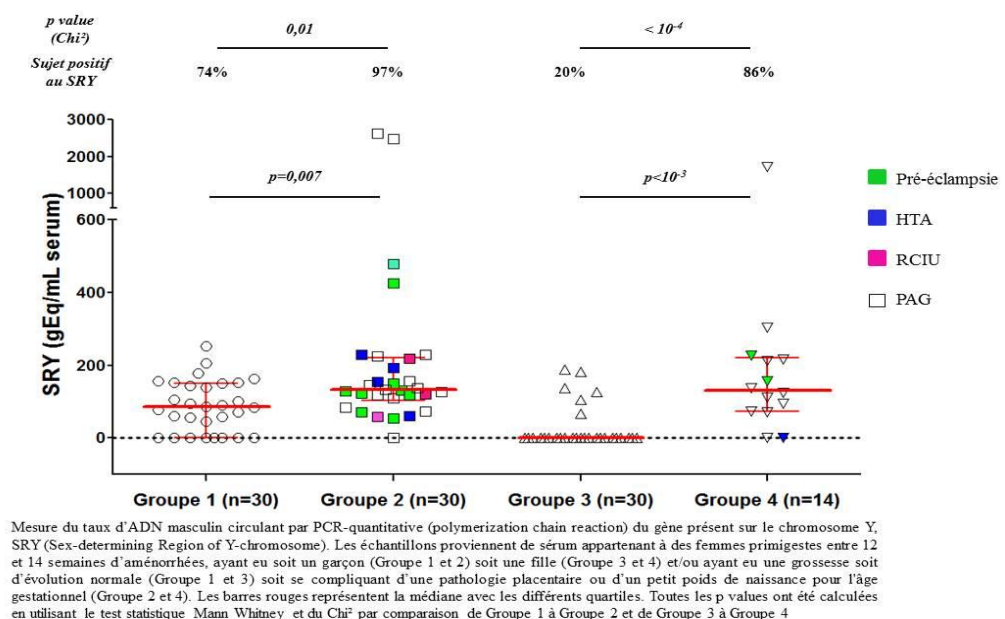 p value
(Chi²)
0,01
< 10⁻⁴
Sujet positif
au SRY
74%
97%
20%
86%
3000
2000
1000
600
400
200
0
SRY (gEq/mL serum)
p=0,007
p<10⁻³
Pré-éclampsie
HTA
RCIU
PAG
Groupe 1 (n=30)
Groupe 2 (n=30)
Groupe 3 (n=30)
Groupe 4 (n=14)
Mesure du taux d'ADN masculin circulant par PCR-quantitative (polymerization chain reaction) du gène présent sur le chromosome Y,
SRY (Sex-determining Region of Y-chromosome). Les échantillons proviennent de sérum appartenant à des femmes primigestes entre 12
et 14 semaines d'aménorrhées, ayant eu soit un garçon (Groupe 1 et 2) soit une fille (Groupe 3 et 4) et/ou ayant eu une grossesse soit
d'évolution normale (Groupe 1 et 3) soit se compliquant d'une pathologie placentaire ou d'un petit poids de naissance pour l'âge
gestationnel (Groupe 2 et 4). Les barres rouges représentent la médiane avec les différents quartiles. Toutes les p values ont été calculées
en utilisant le test statistique Mann Whitney et du Chi² par comparaison de Groupe 1 à Groupe 2 et de Groupe 3 à Groupe 4